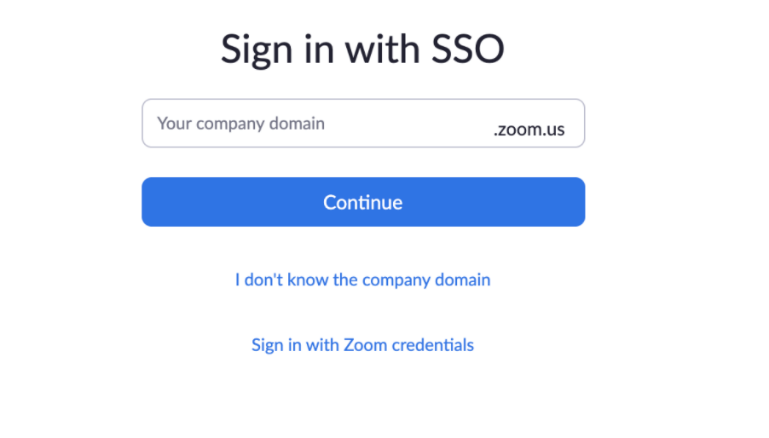 Sign in with SSO
Your company domain
.zoom.us
Continue
I don't know the company domain
Sign in with Zoom credentials